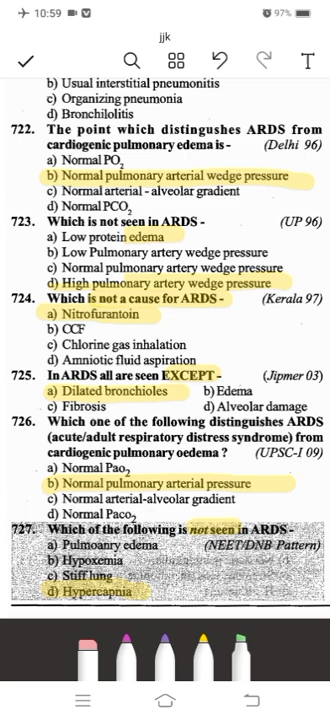 10:59
97%
jjk
T
b) Usual interstitial pneumonitis
c) Organizing pneumonia
d) Bronchilolitis
722. The point which distingushes ARDS from
cardiogenic pulmonary edema is - (Delhi 96)
a) Normal PO2
b) Normal pulmonary arterial wedge pressure
c) Normal arterial - alveolar gradient
d) Normal PCO2
723. Which is not seen in ARDS - (UP 96)
a) Low protein edema
b) Low Pulmonary artery wedge pressure
c) Normal pulmonary artery wedge pressure
d) High pulmonary artery wedge pressure
724. Which is not a cause for ARDS - (Kerala 97)
a) Nitrofurantoin
b) CCF
c) Chlorine gas inhalation
d) Amniotic fluid aspiration
725. In ARDS all are seen EXCEPT - (Jipmer 03)
a) Dilated bronchioles b) Edema
c) Fibrosis d) Alveolar damage
726. Which one of the following distinguishes ARDS
(acute/adult respiratory distress syndrome) from
cardiogenic pulmonary oedema ? (UPSC-I 09)
a) Normal Pao2
b) Normal pulmonary arterial pressure
c) Normal arterial-alveolar gradient
d) Normal Paco2
727. Which of the following is not seen in ARDS -
a) Pulmoanry edema (NEET/DNB Pattern)
b) Hypoxemia
c) Stiff lung
d) Hypercapnia